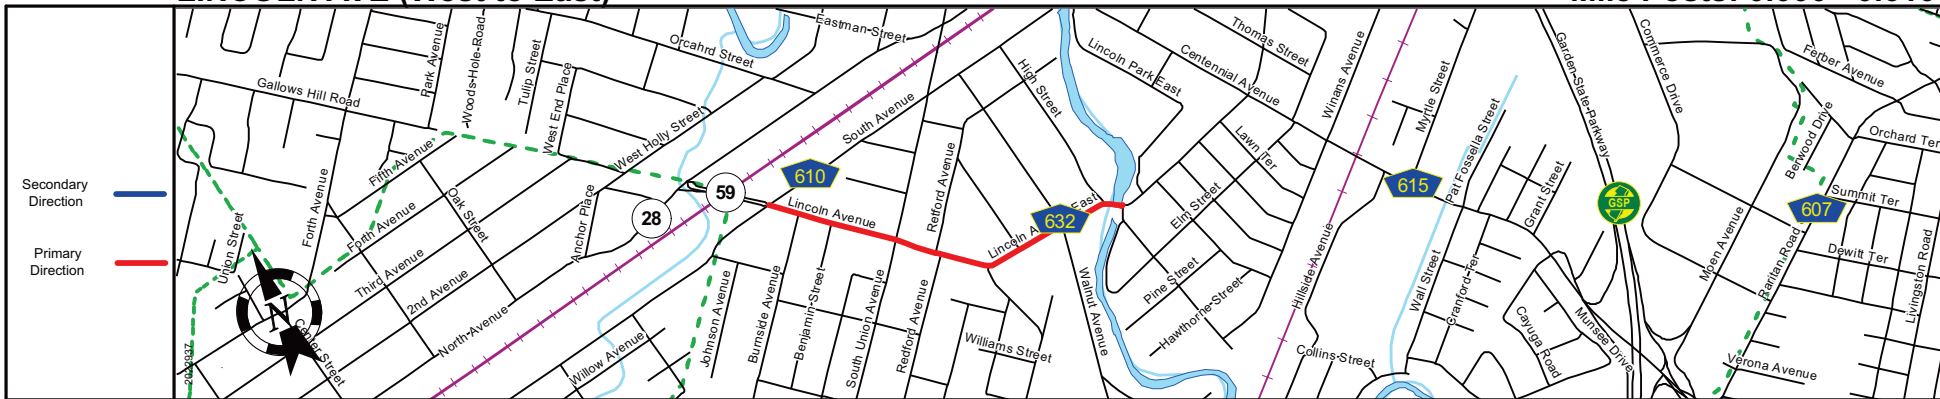 Secondary
Direction
Primary
Direction
Eastman-Street
Orcahrd Street
Gallows Hill Road
Park Avenue
Woods-Hole-Road
Tulip Street
West End Place
West Holly Street
Fifth Avenue
Forth Avenue
Oak Street
Forth Avenue
Third Avenue
2nd Avenue
North-Avenue
Union Street
Center Street
N
2023937
Anchor Place
28
59
610
South Avenue
High Street
Retford Avenue
Lincoln Avenue
632
Johnson Avenue
Burnside Avenue
Benjamin-Street
South Union Avenue
Redford Avenue
Willow Avenue
Williams Street
Walnut Avenue
Lincoln Park East
Centennial Avenue
Thomas Street
Winans Avenue
Lawn Ter
Elm Street
Pine Street
Hawthorne-Street
Hillside Avenue
Collins-Street
Myrtle Street
615
Pat Fossella Street
Grant Street
Wall Street
Cranford-Ter
Cayuga Road
Munsee Drive
Garden-State-Parkway
GSP
Commerce Drive
Ferber Avenue
Berwood Drive
Orchard Ter
Summit Ter
607
Dewitt Ter
Moen Avenue
Raritan-Road
Livingston Road
Verona Avenue